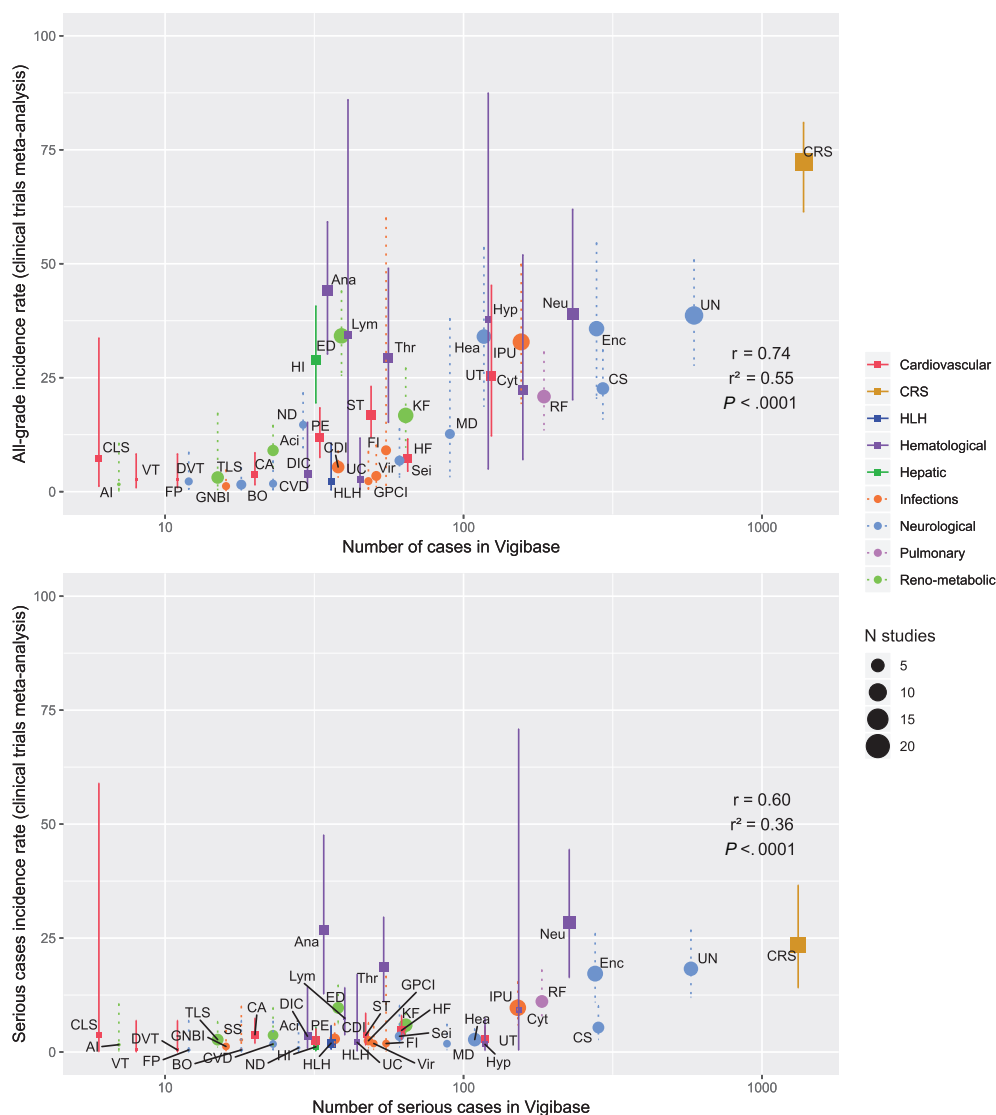 All-grade incidence rate (clinical trials meta-analysis)
100
75
50
25
0
CRS
Ana
Lym
ED
HI
Thr
Hyp
Hea
IPU
UT
Cyt
Neu
Enc
UN
CS
RF
r = 0.74
r² = 0.55
P < .0001
ND
PE
ST
KF
MD
Aci
CDI
FI
HF
CLS
VT
DVT
TLS
CA
DIC
UC
Vir
Sei
AI
FP
GNBI
BO
CVD
HLH
GPCI
10
100
1000
Number of cases in Vigibase
Cardiovascular
CRS
HLH
Hematological
Hepatic
Infections
Neurological
Pulmonary
Reno-metabolic
N studies
5
10
15
20
Serious cases incidence rate (clinical trials meta-analysis)
100
75
50
25
0
r = 0.60
r² = 0.36
P <.0001
Ana
Neu
CRS
UN
Enc
RF
IPU
Cyt
CS
Lym
ED
Thr
GPCI
ST
KF
HF
TLS
SS
CA
DIC
Aci
PE
CDI
Sei
Hea
UT
CLS
AI
VT
DVT
GNBI
FP
BO
CVD
ND
HI
HLH
HLH
UC
FI
Vir
MD
Hyp
10
100
1000
Number of serious cases in Vigibase